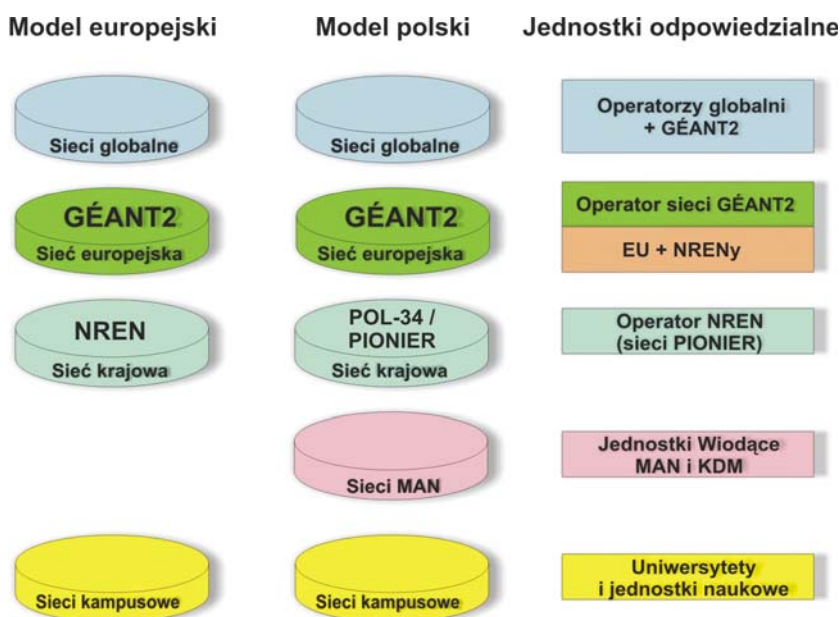 Model europejski
Model polski
Jednostki odpowiedzialne
Sieci globalne
Sieci globalne
Operatorzy globalni
+ GÉANT2
GÉANT2
Sieć europejska
GÉANT2
Sieć europejska
Operator sieci GÉANT2
EU + NRENy
NREN
Sieć krajowa
POL-34 /
PIONIER
Sieć krajowa
Operator NREN
(sieci PIONIER)
Sieci MAN
Jednostki Wiodące
MAN i KDM
Sieci kampusowe
Sieci kampusowe
Uniwersytety
i jednostki naukowe